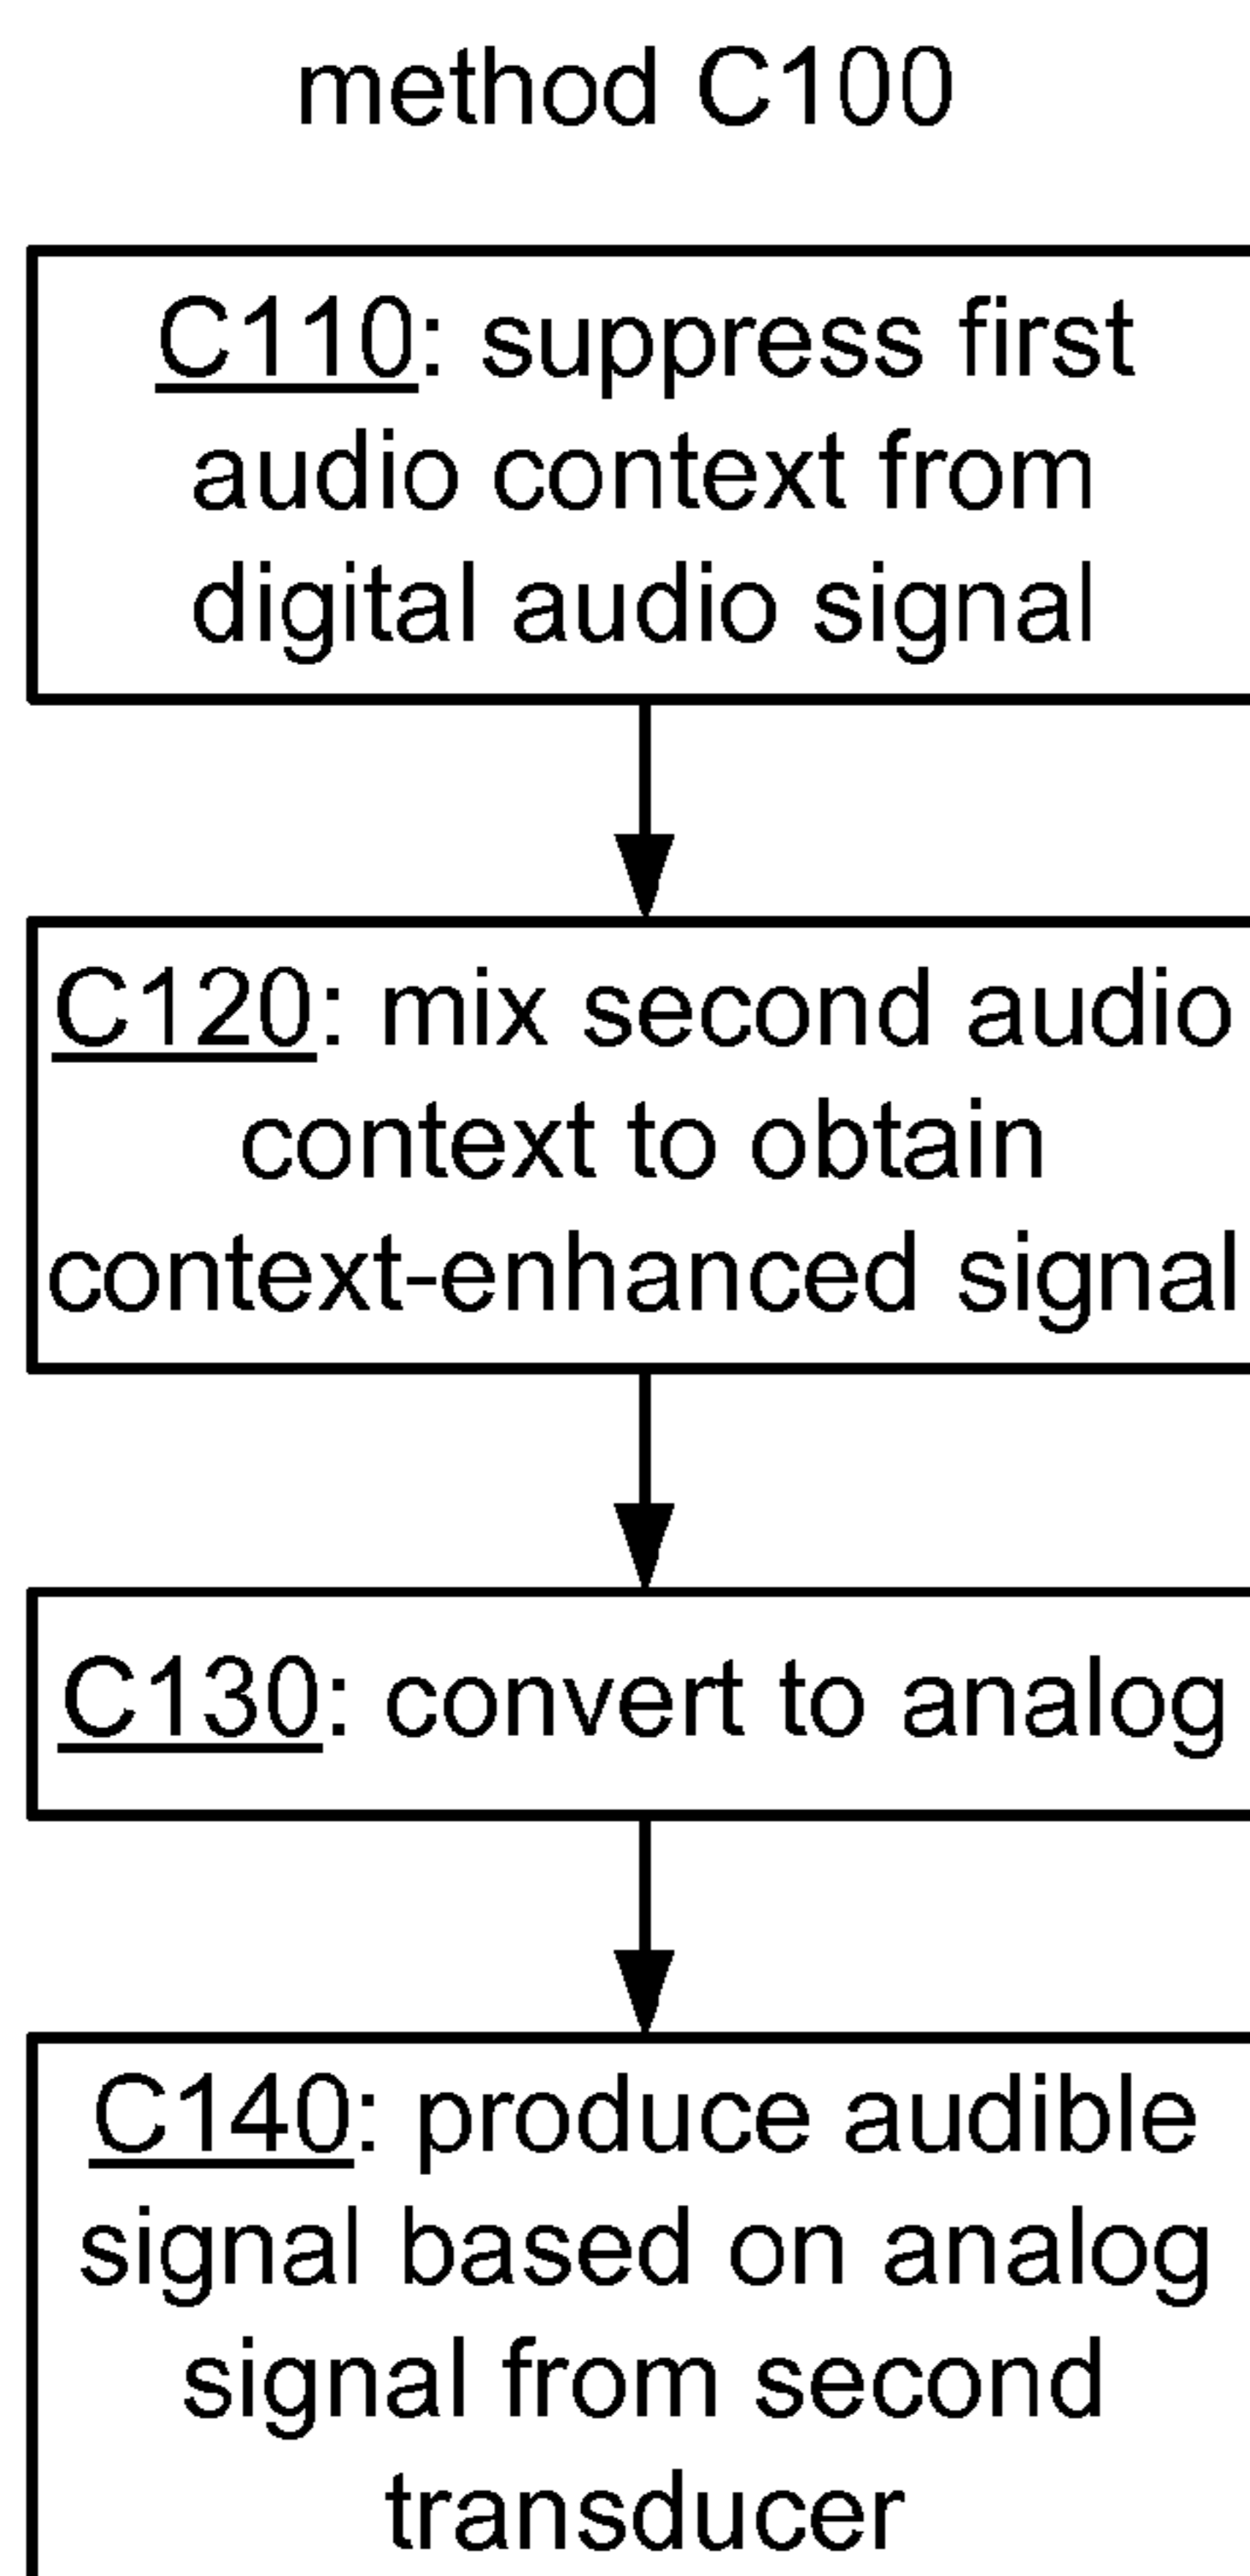 method C100
C110: suppress first
audio context from
digital audio signal
C120: mix second audio
context to obtain
context-enhanced signal
C130: convert to analog
C140: produce audible
signal based on analog
signal from second
transducer